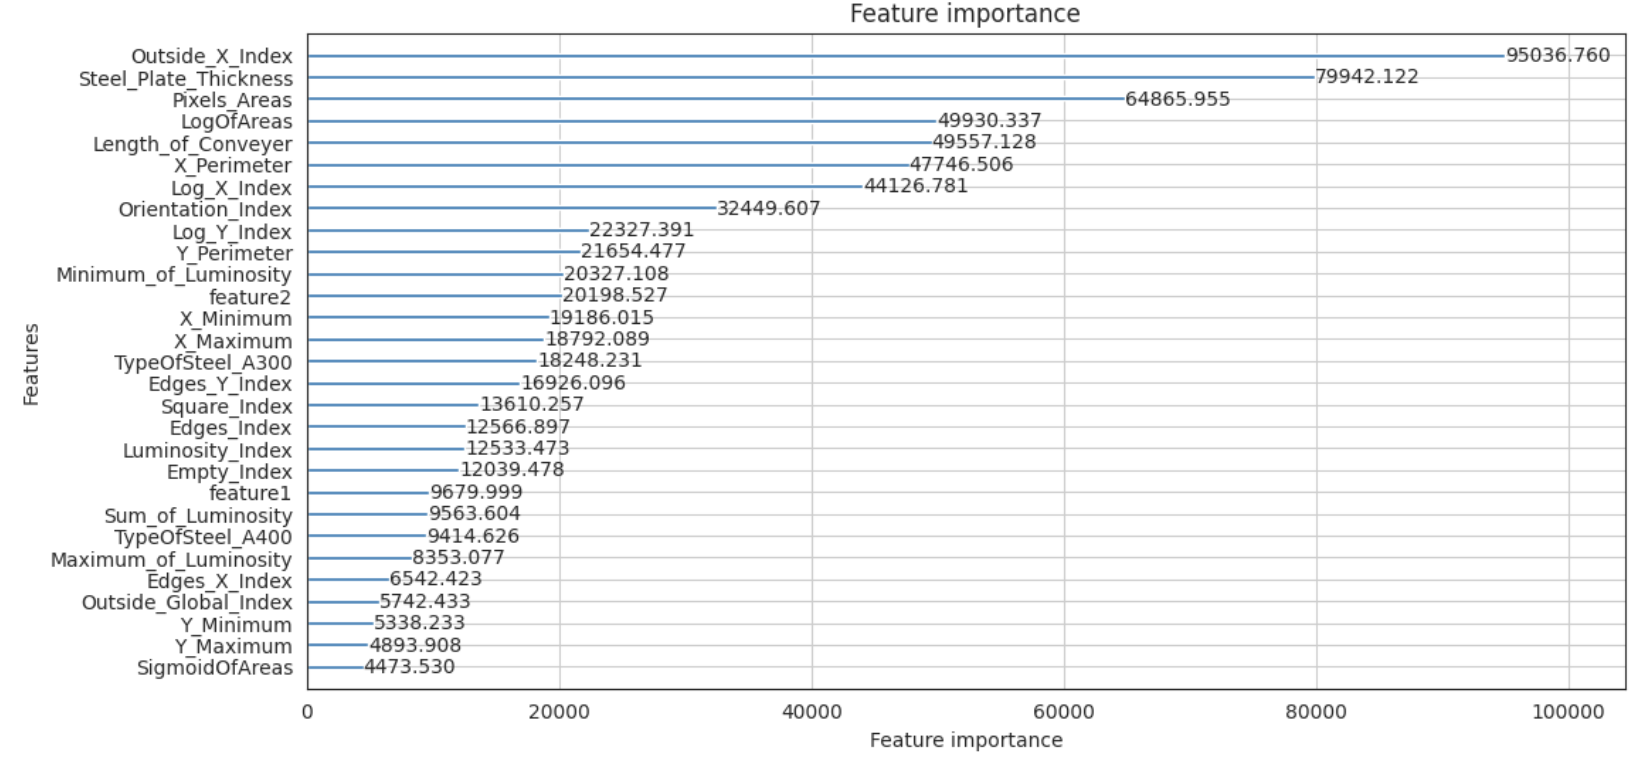 Feature importance
Outside_X_Index 95036.760
Steel_Plate_Thickness 79942.122
Pixels_Areas 64865.955
LogOfAreas 49930.337
Length_of_Conveyer 49557.128
X_Perimeter 47746.506
Log_X_Index 44126.781
Orientation_Index 32449.607
Log_Y_Index 22327.391
Y_Perimeter 21654.477
Minimum_of_Luminosity 20327.108
feature2 20198.527
X_Minimum 19186.015
X_Maximum 18792.089
TypeOfSteel_A300 18248.231
Edges_Y_Index 16926.096
Square_Index 13610.257
Edges_Index 12566.897
Luminosity_Index 12533.473
Empty_Index 12039.478
feature1 9679.999
Sum_of_Luminosity 9563.604
TypeOfSteel_A400 9414.626
Maximum_of_Luminosity 8353.077
Edges_X_Index 6542.423
Outside_Global_Index 5742.433
Y_Minimum 5338.233
Y_Maximum 4893.908
SigmoidOfAreas 4473.530
Features
0 20000 40000 60000 80000 100000
Feature importance